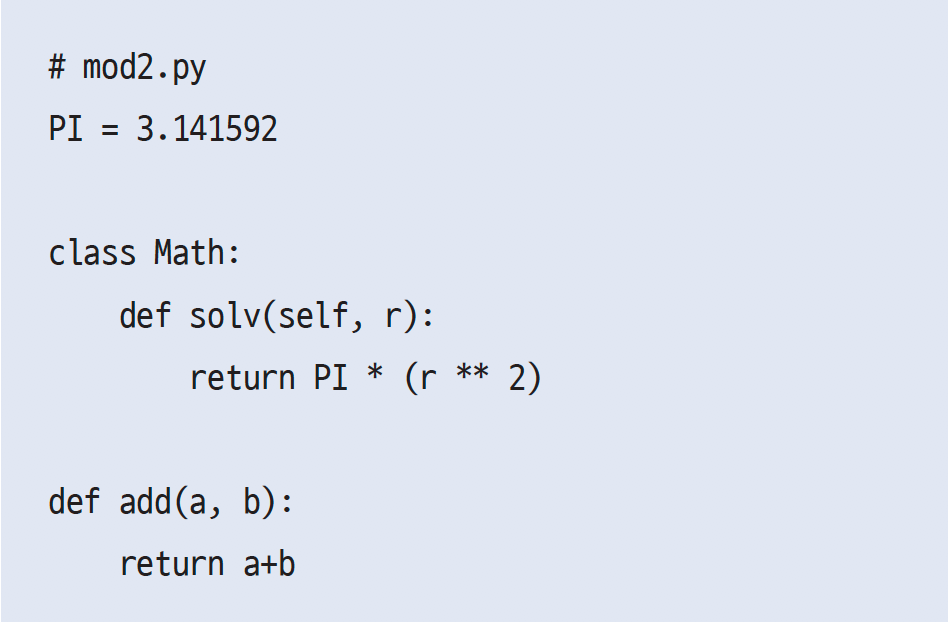 # mod2.py
PI = 3.141592
class Math:
    def solv(self, r):
        return PI * (r ** 2)
def add(a, b):
    return a+b